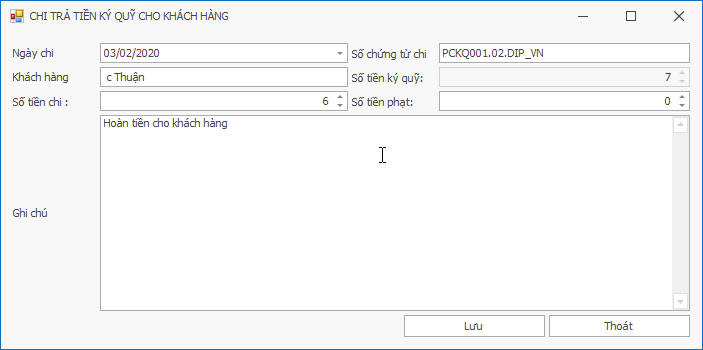 CHI TRẢ TIỀN KÝ QUỸ CHO KHÁCH HÀNG
Ngày chi 03/02/2020 Số chứng từ chi PCKQ001.02.DIP_VN
Khách hàng c Thuận Số tiền ký quỹ: 7
Số tiền chi : 6 Số tiền phạt: 0
Hoàn tiền cho khách hàng
Ghi chú
Lưu Thoát